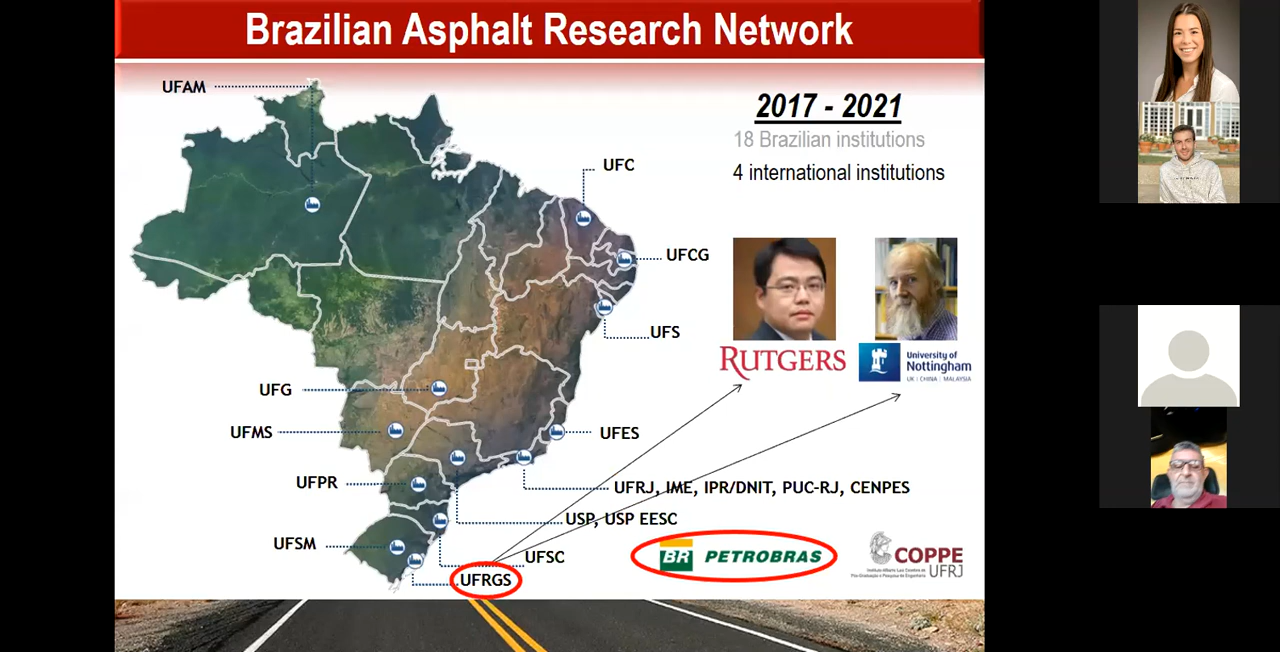 Brazilian Asphalt Research Network
UFAM
2017 - 2021
18 Brazilian institutions
4 international institutions
UFC
UFCG
UFS
RUTGERS
University of
Nottingham
UK | CHINA | MALAYSIA
UFG
UFMS
UFES
UFPR
UFRJ, IME, IPR/DNIT, PUC-RJ, CENPES
USP, USP EESC
UFSM
UFSC
UFRGS
BR PETROBRAS
COPPE
UFRJ
Instituto Alberto Luiz Coimbra de
Pós-Graduação e Pesquisa de Engenharia